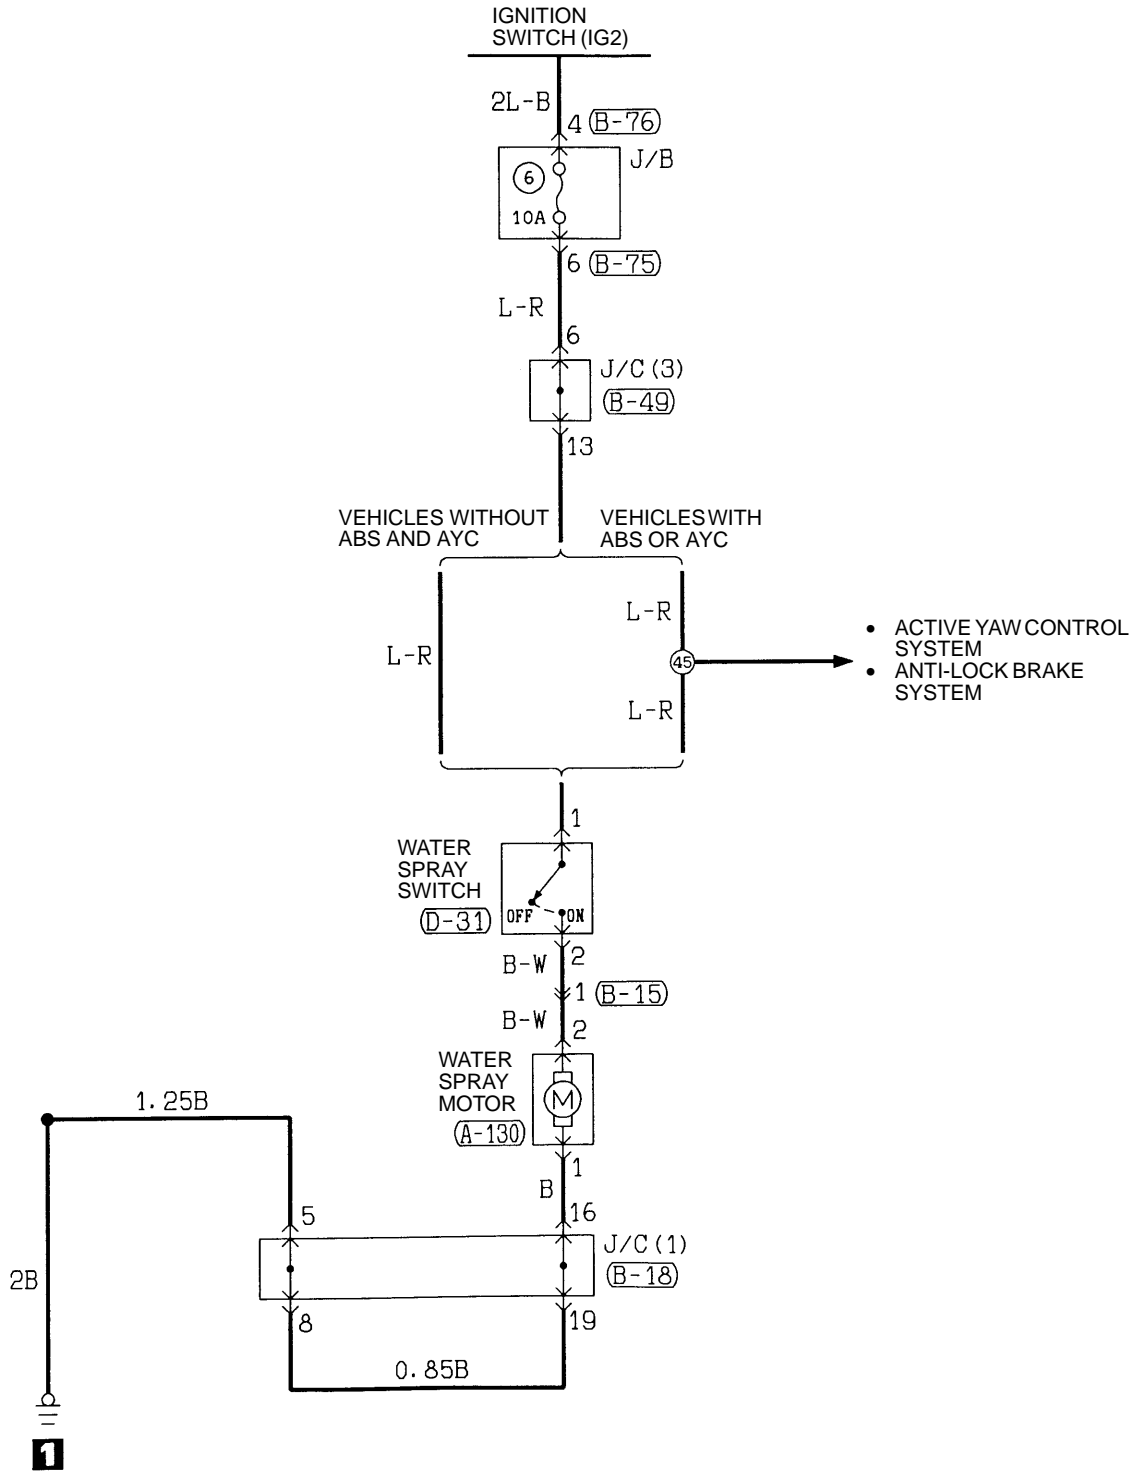 IGNITION
SWITCH (IG2)
2L-B
4 (B-76)
J/B
6
10A
6 (B-75)
L-R
6
J/C (3)
(B-49)
13
VEHICLES WITHOUT
ABS AND AYC
VEHICLES WITH
ABS OR AYC
L-R
L-R
45
L-R
• ACTIVE YAW CONTROL
SYSTEM
• ANTI-LOCK BRAKE
SYSTEM
1
WATER
SPRAY
SWITCH
(D-31)
OFF ON
2
B-W
1 (B-15)
B-W
2
WATER
SPRAY
MOTOR
(A-130)
M
1
B
1.25B
5
16
J/C (1)
(B-18)
2B
8
19
0.85B
1